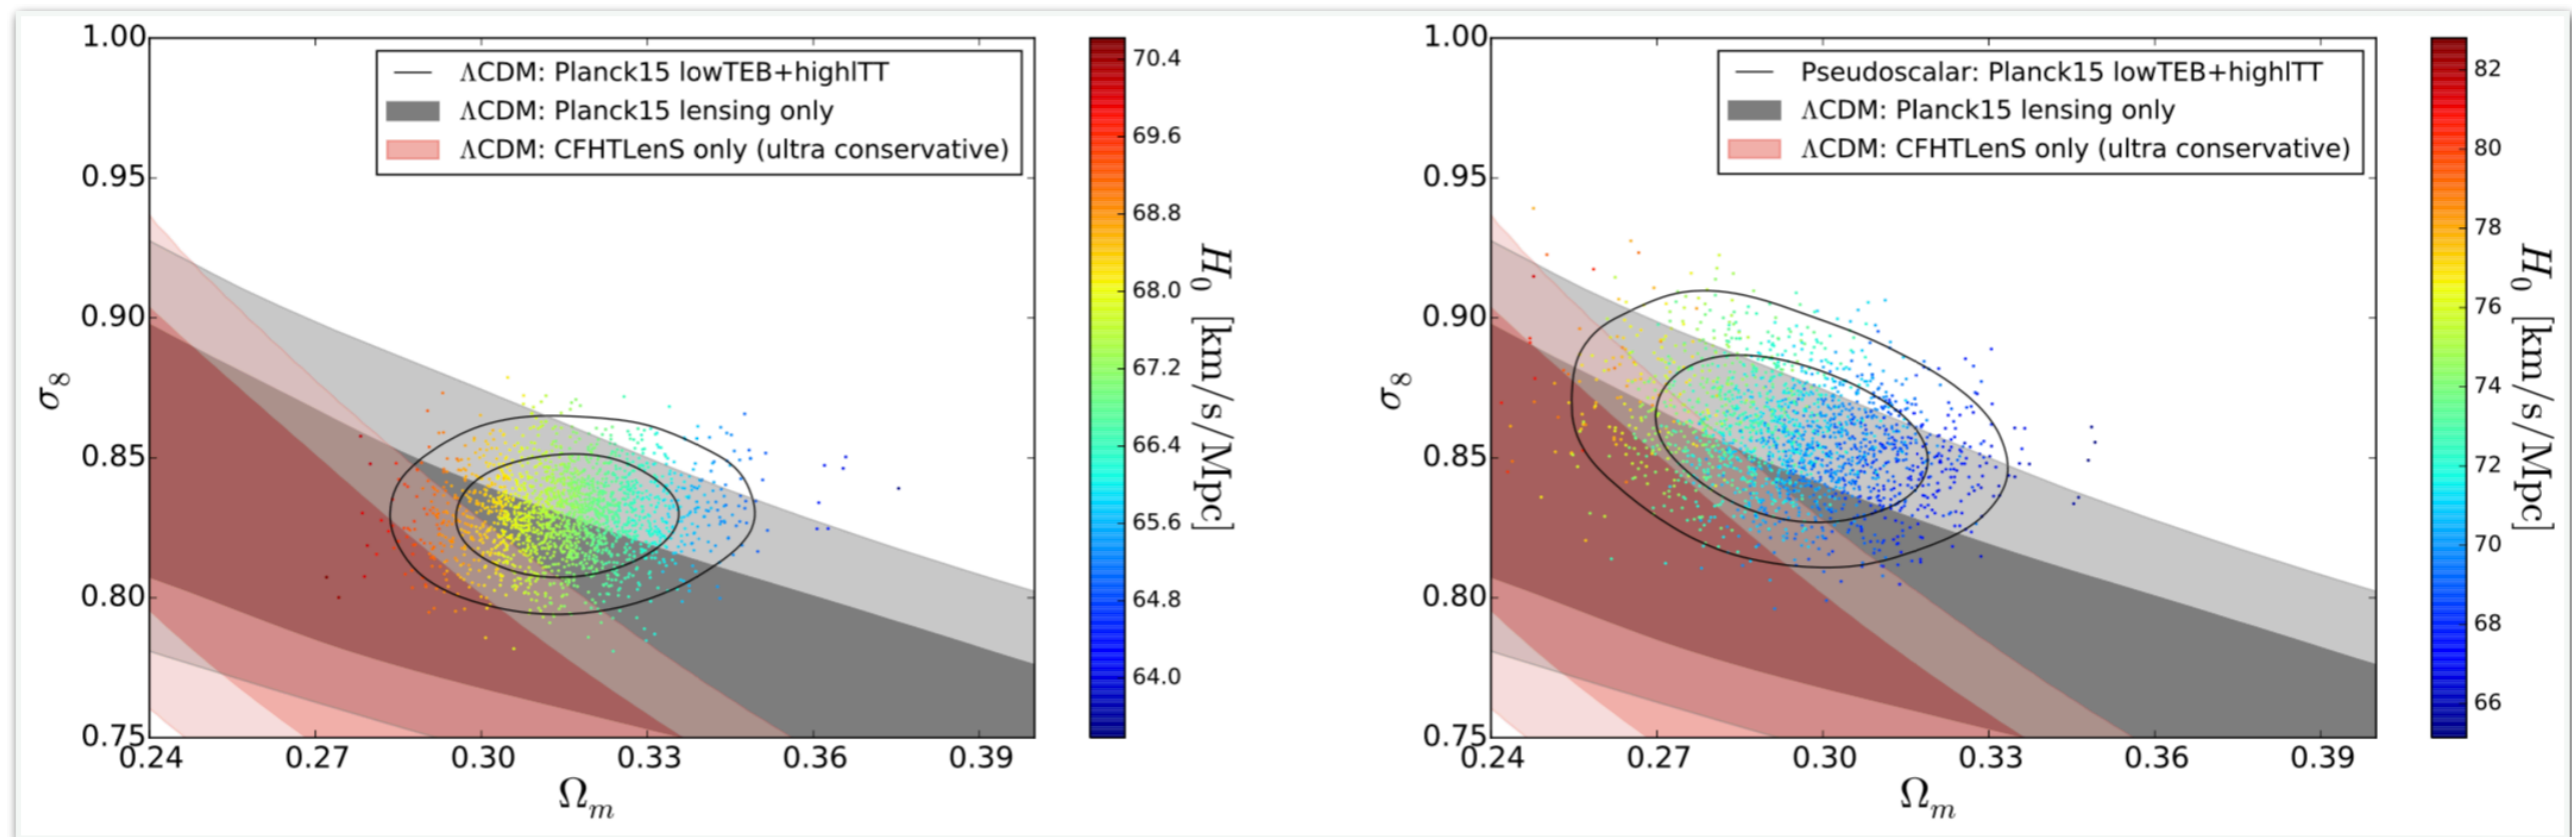 1.00
0.95
0.90
0.85
0.80
0.75
σ8
0.24 0.27 0.30 0.33 0.36 0.39
Ωm
ΛCDM: Planck15 lowTEB+highlTT
ΛCDM: Planck15 lensing only
ΛCDM: CFHTLenS only (ultra conservative)
70.4
69.6
68.8
68.0
67.2
66.4
65.6
64.8
64.0
H0 [km/s/Mpc]
1.00
0.95
0.90
0.85
0.80
0.75
σ8
0.24 0.27 0.30 0.33 0.36 0.39
Ωm
Pseudoscalar: Planck15 lowTEB+highlTT
ΛCDM: Planck15 lensing only
ΛCDM: CFHTLenS only (ultra conservative)
82
80
78
76
74
72
70
68
66
H0 [km/s/Mpc]